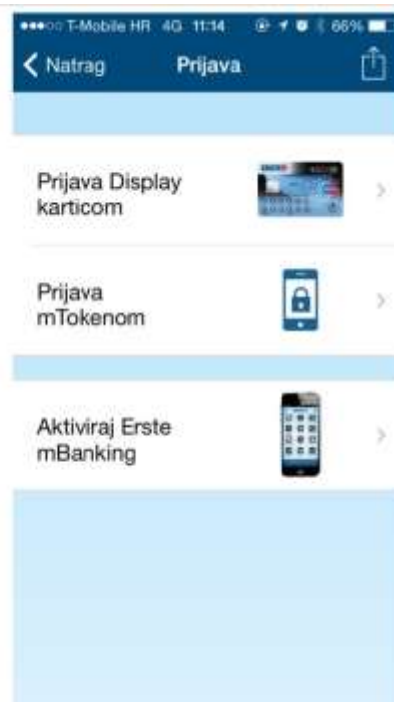 T-Mobile HR 4G 11:14 66%
Natrag Prijava
Prijava Display
karticom
Prijava
mTokenom
Aktiviraj Erste
mBanking